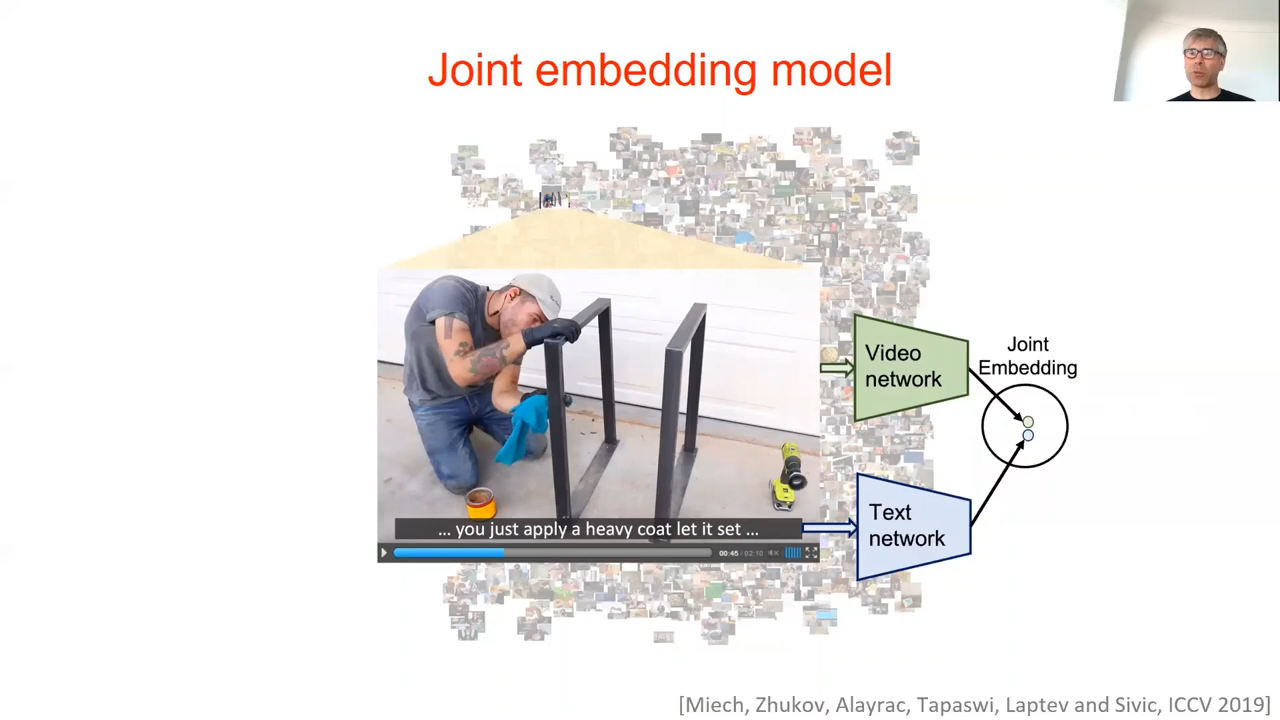 Joint embedding model
Video
network
Joint
Embedding
Text
network
... you just apply a heavy coat let it set ...
00:45 / 02:10
[Miech, Zhukov, Alayrac, Tapaswi, Laptev and Sivic, ICCV 2019]